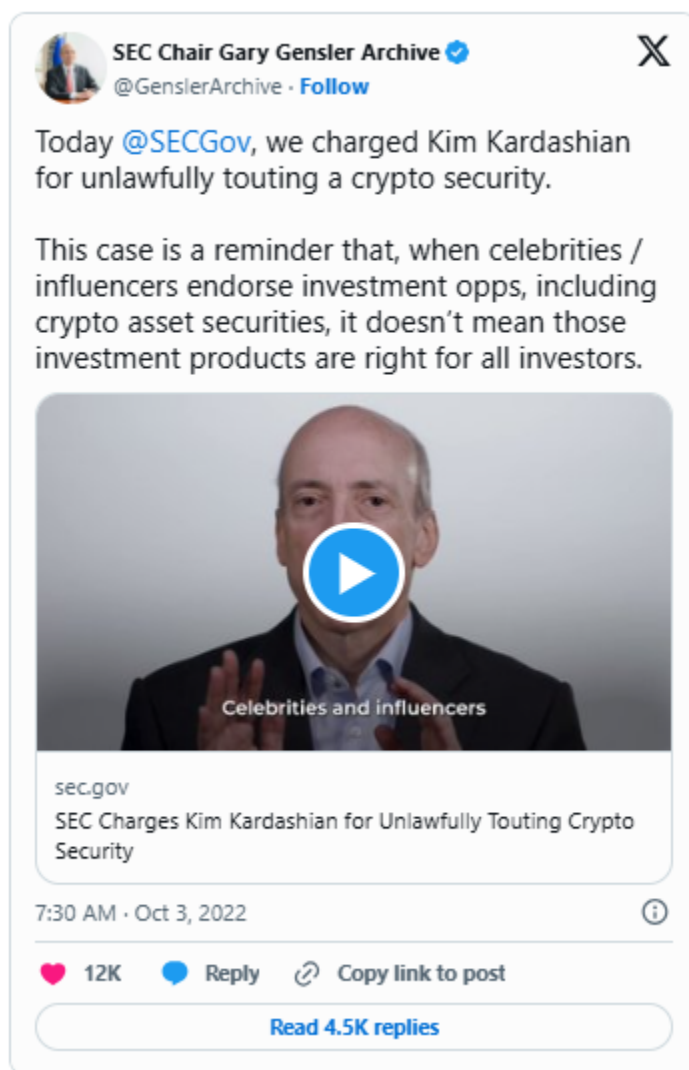 SEC Chair Gary Gensler Archive
@GenslerArchive · Follow
Today @SECGov, we charged Kim Kardashian
for unlawfully touting a crypto security.
This case is a reminder that, when celebrities /
influencers endorse investment opps, including
crypto asset securities, it doesn’t mean those
investment products are right for all investors.
Celebrities and influencers
sec.gov
SEC Charges Kim Kardashian for Unlawfully Touting Crypto
Security
7:30 AM · Oct 3, 2022
12K Reply Copy link to post
Read 4.5K replies